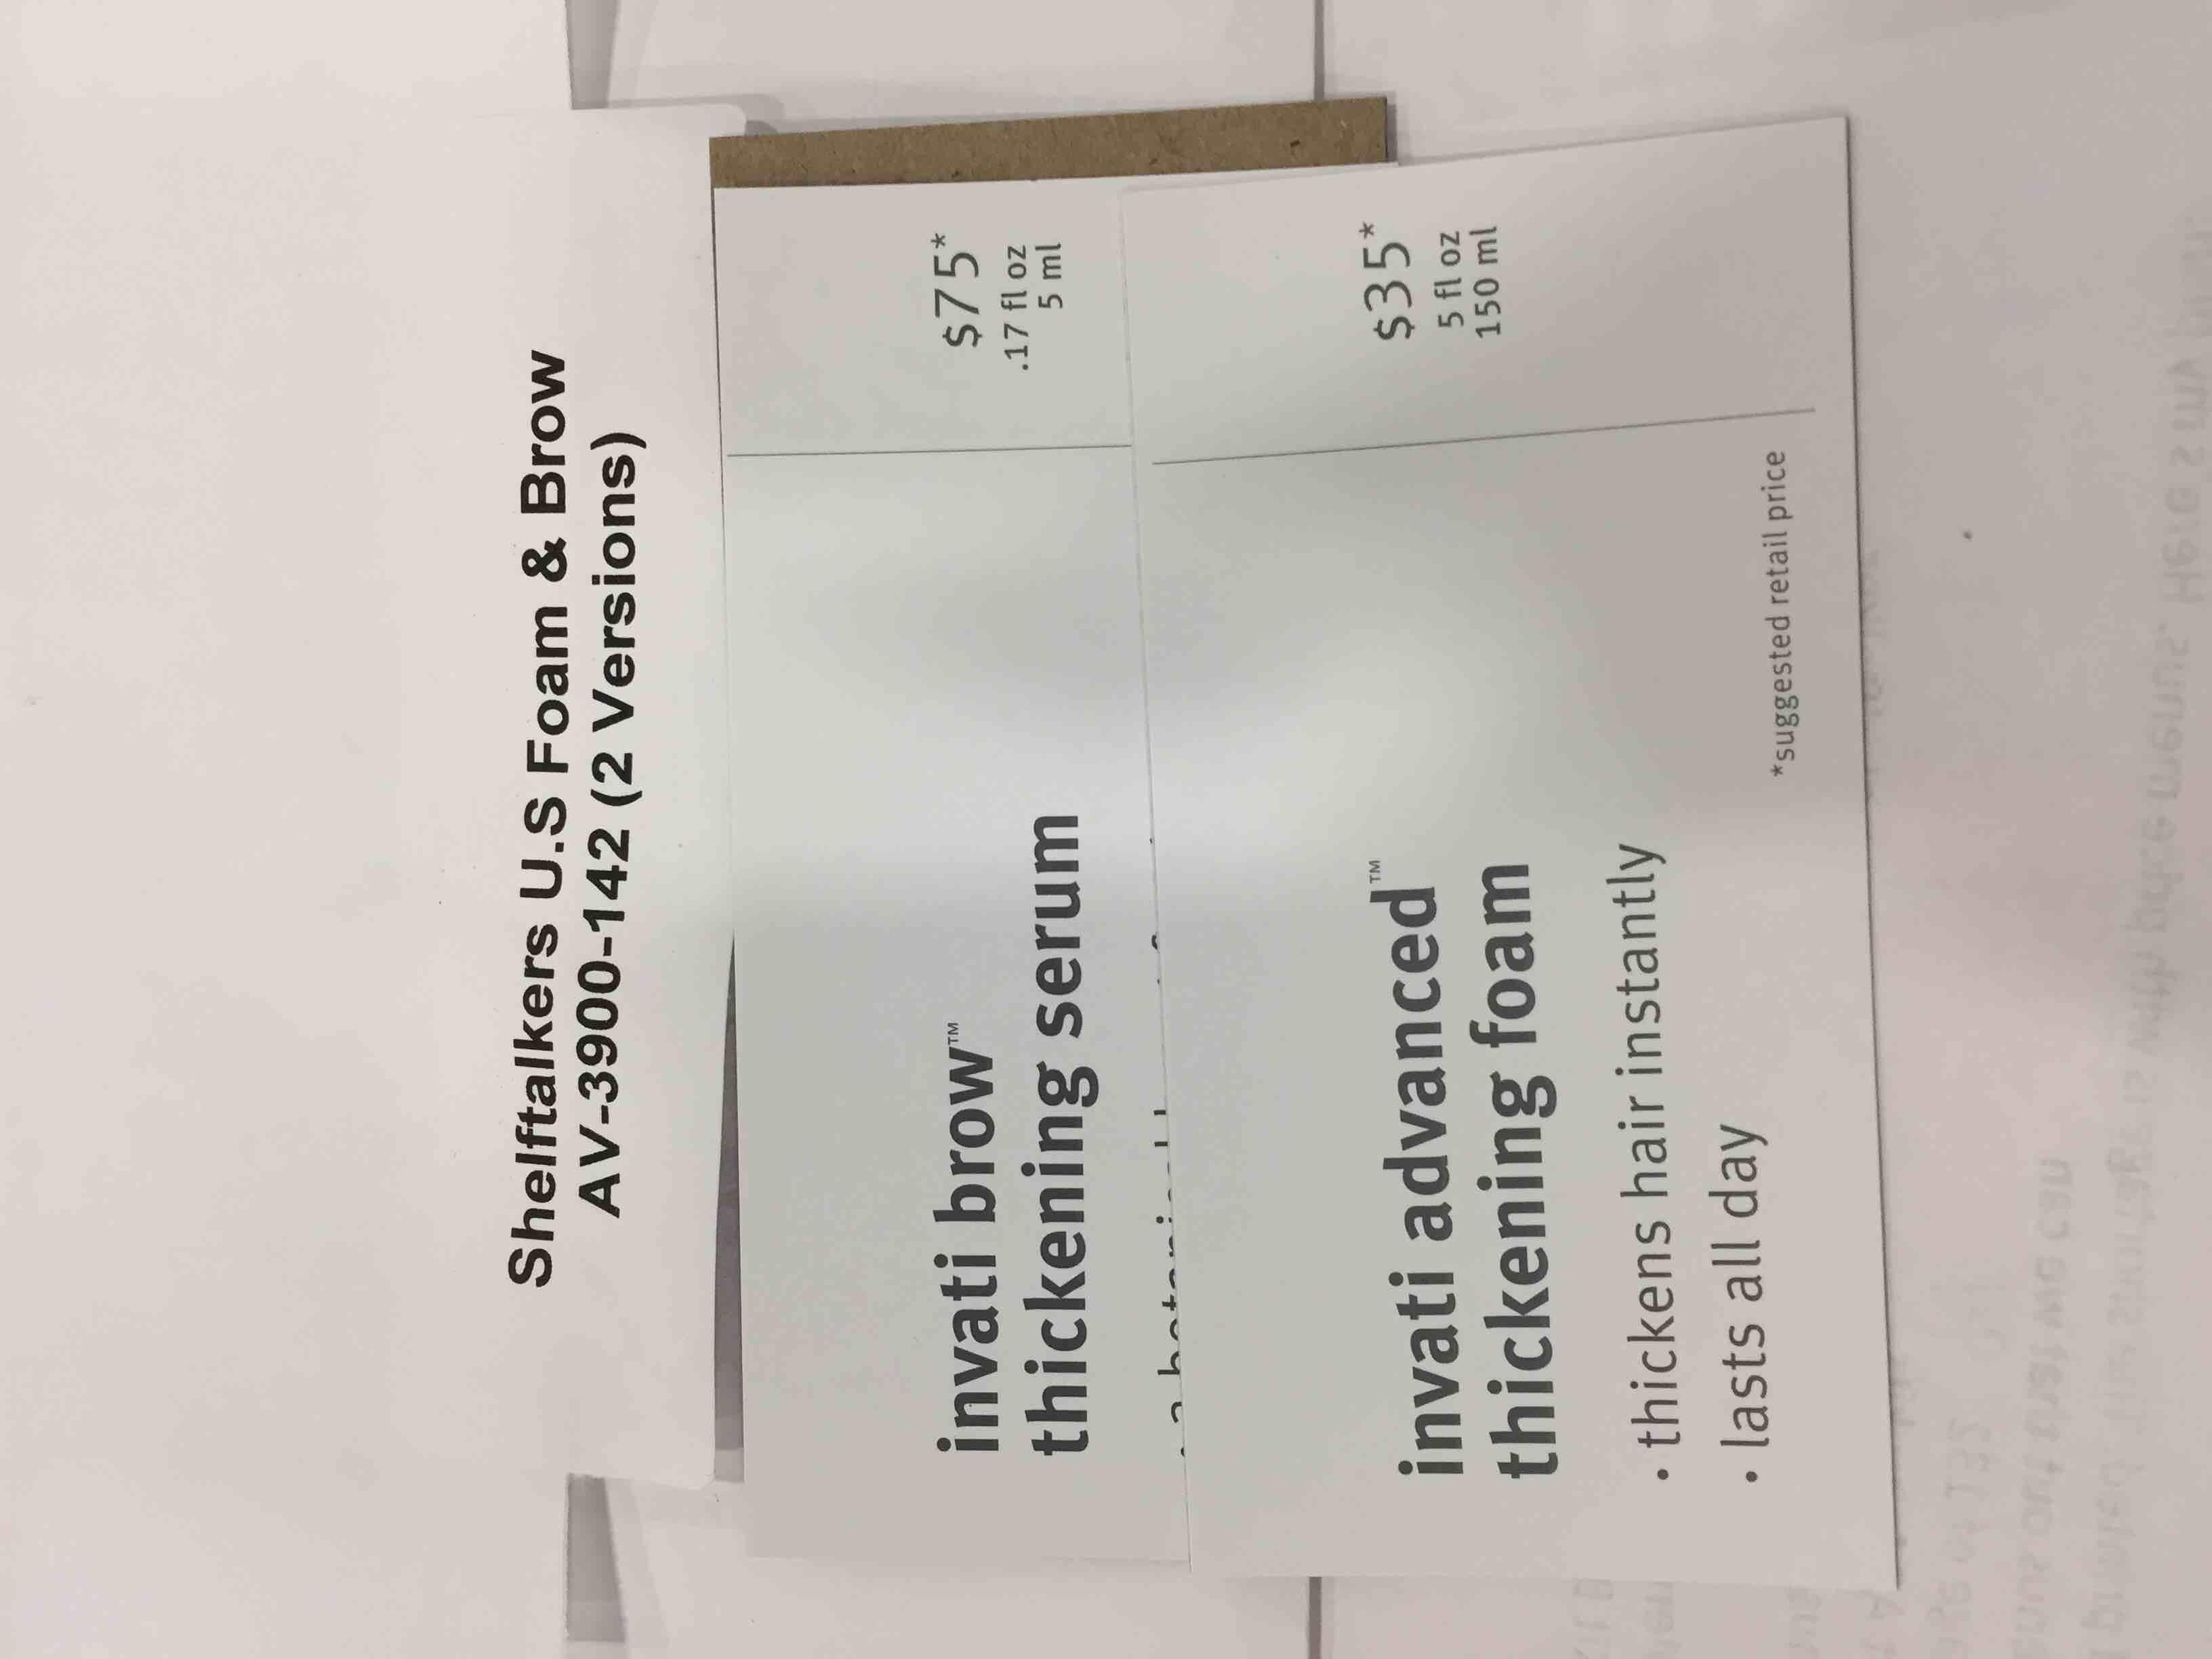 Shelftalkers U.S Foam & Brow
AV-3900-142 (2 Versions)
invati brow™
thickening serum
$75*
.17 fl oz
5 ml
invati advanced™
thickening foam
• thickens hair instantly
• lasts all day
$35*
5 fl oz
150 ml
*suggested retail price